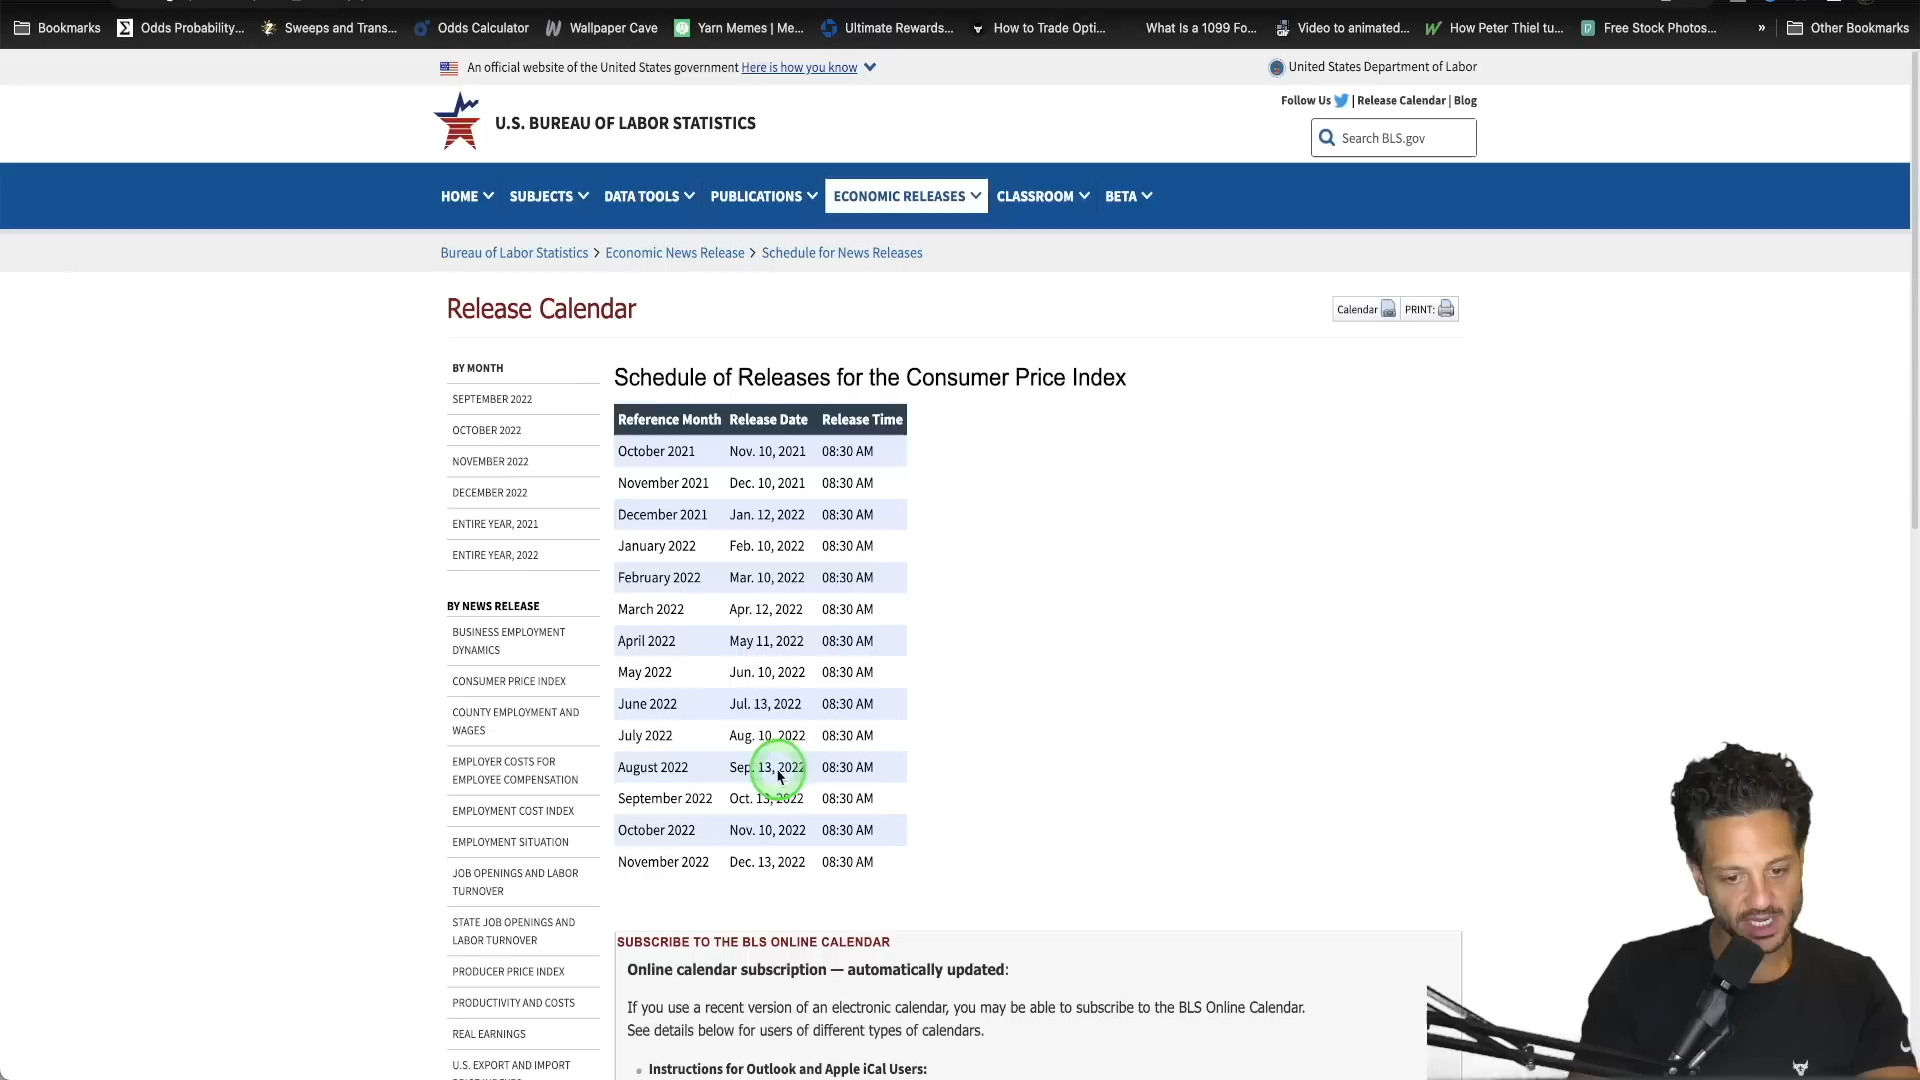 Bookmarks Odds Probability... Sweeps and Trans... Odds Calculator Wallpaper Cave Yarn Memes | Me... Ultimate Rewards... How to Trade Opti... What Is a 1099 Fo... Video to animated... How Peter Thiel tu... Free Stock Photos... » Other Bookmarks
An official website of the United States government Here is how you know
United States Department of Labor
Follow Us | Release Calendar | Blog
U.S. BUREAU OF LABOR STATISTICS
Search BLS.gov
HOME SUBJECTS DATA TOOLS PUBLICATIONS ECONOMIC RELEASES CLASSROOM BETA
Bureau of Labor Statistics > Economic News Release > Schedule for News Releases
Release Calendar
Calendar PRINT:
BY MONTH
SEPTEMBER 2022
OCTOBER 2022
NOVEMBER 2022
DECEMBER 2022
ENTIRE YEAR, 2021
ENTIRE YEAR, 2022
BY NEWS RELEASE
BUSINESS EMPLOYMENT
DYNAMICS
CONSUMER PRICE INDEX
COUNTY EMPLOYMENT AND
WAGES
EMPLOYER COSTS FOR
EMPLOYEE COMPENSATION
EMPLOYMENT COST INDEX
EMPLOYMENT SITUATION
JOB OPENINGS AND LABOR
TURNOVER
STATE JOB OPENINGS AND
LABOR TURNOVER
PRODUCER PRICE INDEX
PRODUCTIVITY AND COSTS
REAL EARNINGS
U.S. EXPORT AND IMPORT
Schedule of Releases for the Consumer Price Index
Reference Month Release Date Release Time
October 2021 Nov. 10, 2021 08:30 AM
November 2021 Dec. 10, 2021 08:30 AM
December 2021 Jan. 12, 2022 08:30 AM
January 2022 Feb. 10, 2022 08:30 AM
February 2022 Mar. 10, 2022 08:30 AM
March 2022 Apr. 12, 2022 08:30 AM
April 2022 May 11, 2022 08:30 AM
May 2022 Jun. 10, 2022 08:30 AM
June 2022 Jul. 13, 2022 08:30 AM
July 2022 Aug. 10, 2022 08:30 AM
August 2022 Sep. 13, 2022 08:30 AM
September 2022 Oct. 13, 2022 08:30 AM
October 2022 Nov. 10, 2022 08:30 AM
November 2022 Dec. 13, 2022 08:30 AM
SUBSCRIBE TO THE BLS ONLINE CALENDAR
Online calendar subscription — automatically updated:
If you use a recent version of an electronic calendar, you may be able to subscribe to the BLS Online Calendar.
See details below for users of different types of calendars.
Instructions for Outlook and Apple iCal Users: